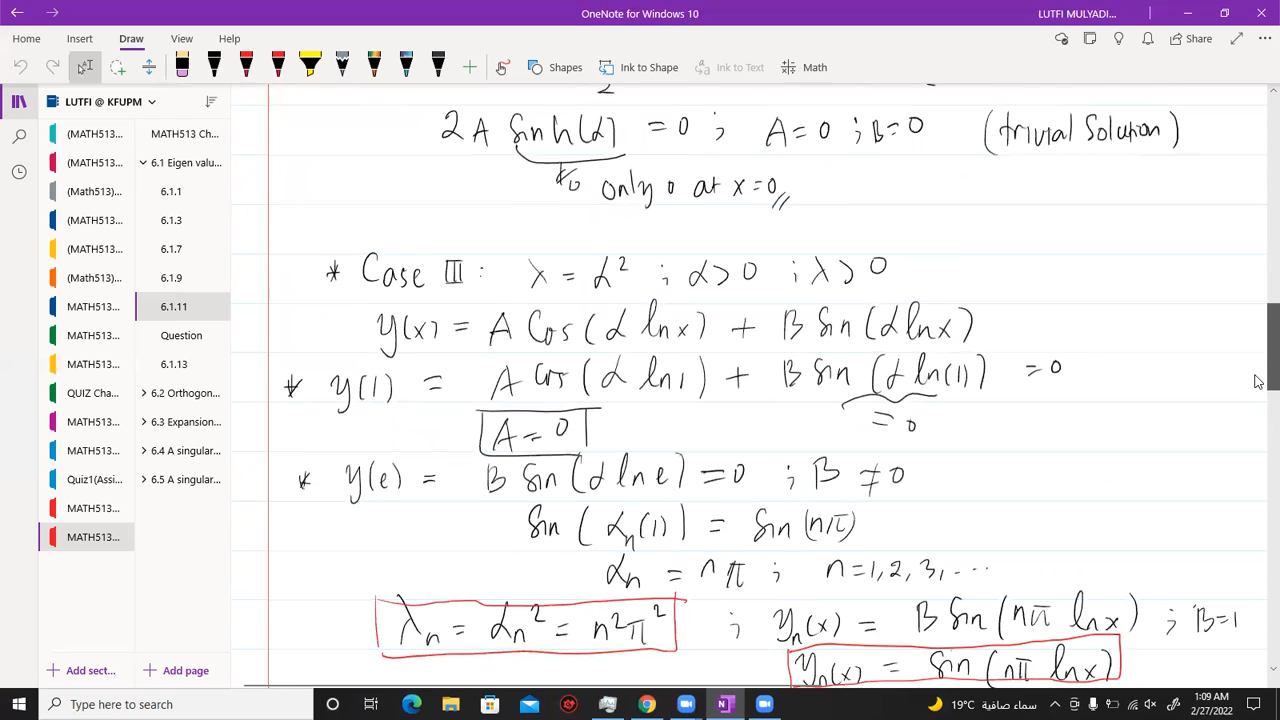 OneNote for Windows 10
LUTFI MULYADI...
Home
Insert
Draw
View
Help
Share
Shapes
Ink to Shape
Ink to Text
Math
LUTFI @ KFUPM
(MATH513...
(MATH513...
(Math513)...
(MATH513...
(MATH513...
(Math513)...
MATH513...
MATH513...
MATH513...
QUIZ Cha...
MATH513...
MATH513...
Quiz1(Assi...
MATH513...
MATH513...
MATH513 Ch...
6.1 Eigen valu...
6.1.1
6.1.3
6.1.7
6.1.9
6.1.11
Question
6.1.13
6.2 Orthogon...
6.3 Expansion...
6.4 A singular...
6.5 A singular...
Add sect...
Add page
2
2A sinh(α) = 0 ; A=0 ; B=0 (trivial Solution)
≠0 only 0 at x=0 //
* Case III : λ = α² ; α>0 ; λ>0
y(x) = A Cos(α lnx) + B Sin(α lnx)
* y(1) = A cos(α ln1) + B sin(α ln(1)) = 0
A = 0 = 0
* y(e) = B Sin(α ln e) = 0 ; B ≠ 0
Sin(αn(1)) = Sin(nπ)
αn = nπ ; n=1,2,3,...
λn = αn² = n²π² ; yn(x) = B Sin(nπ lnx) ; B=1
yn(x) = Sin(nπ lnx)
Type here to search
19°C سماء صافية
1:09 AM
2/27/2022